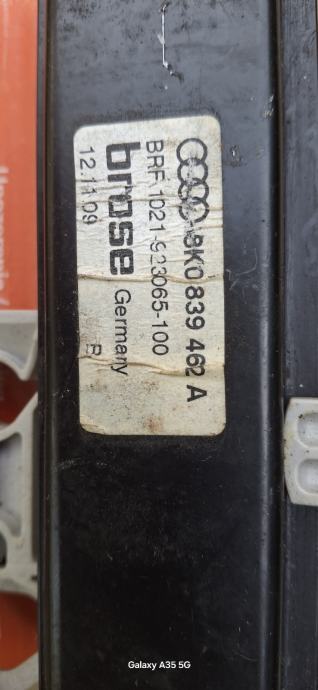 8K0 839 462 A
BRF.1021-923065-100
brose Germany
12.11.09 R
Galaxy A35 5G